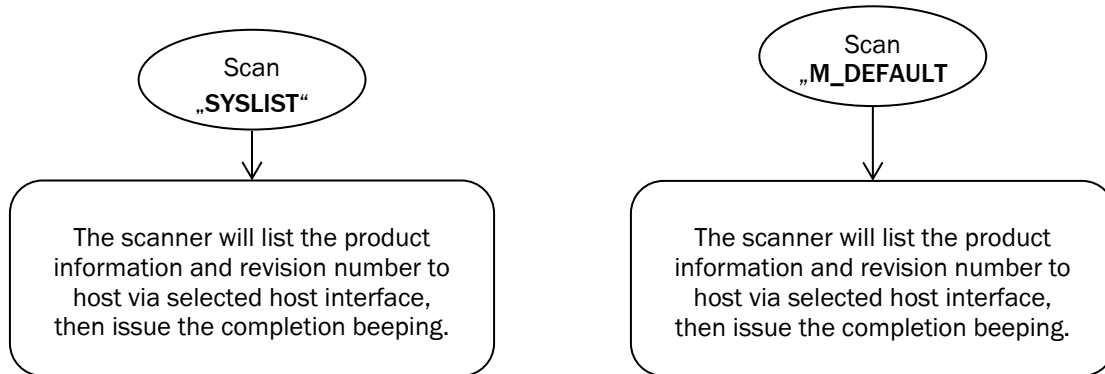 Scan
„SYSLIST“
The scanner will list the product
information and revision number to
host via selected host interface,
then issue the completion beeping.
Scan
„M_DEFAULT
The scanner will list the product
information and revision number to
host via selected host interface,
then issue the completion beeping.